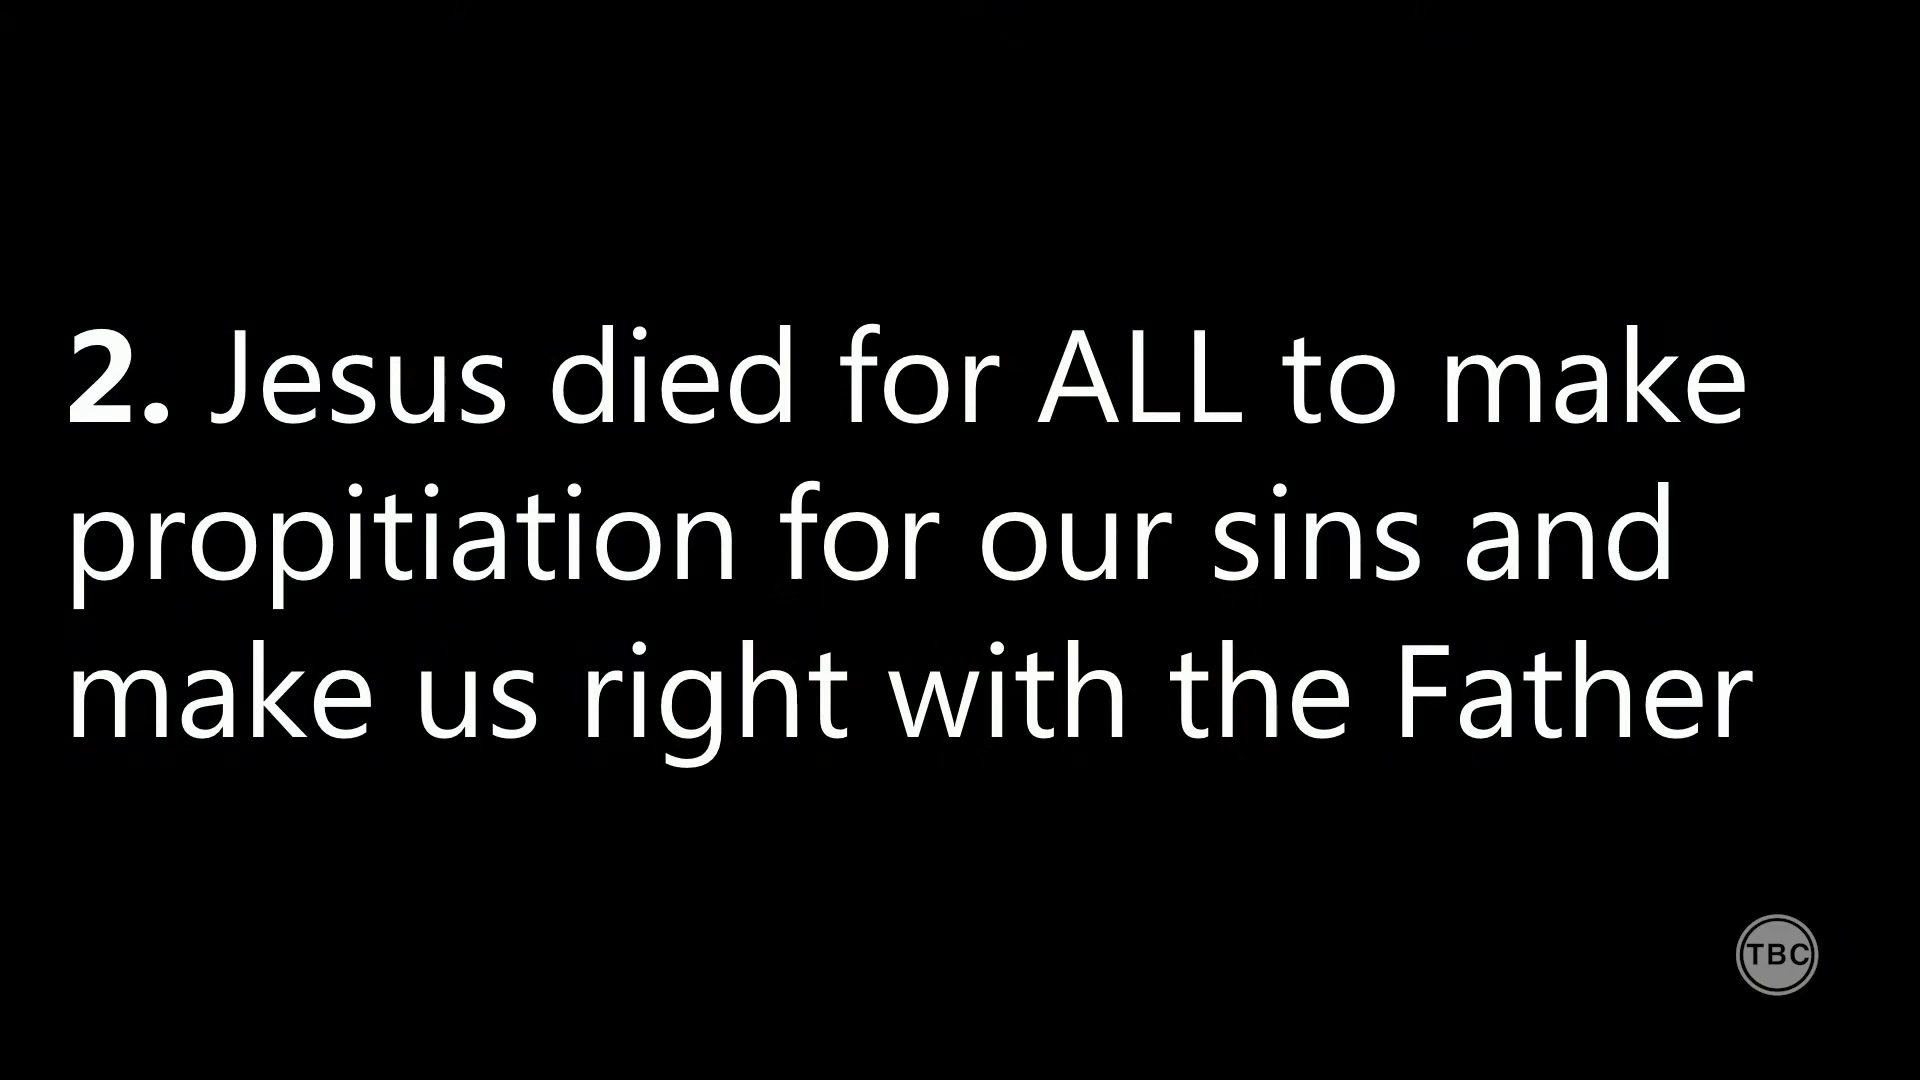 2. Jesus died for ALL to make
propitiation for our sins and
make us right with the Father
TBC